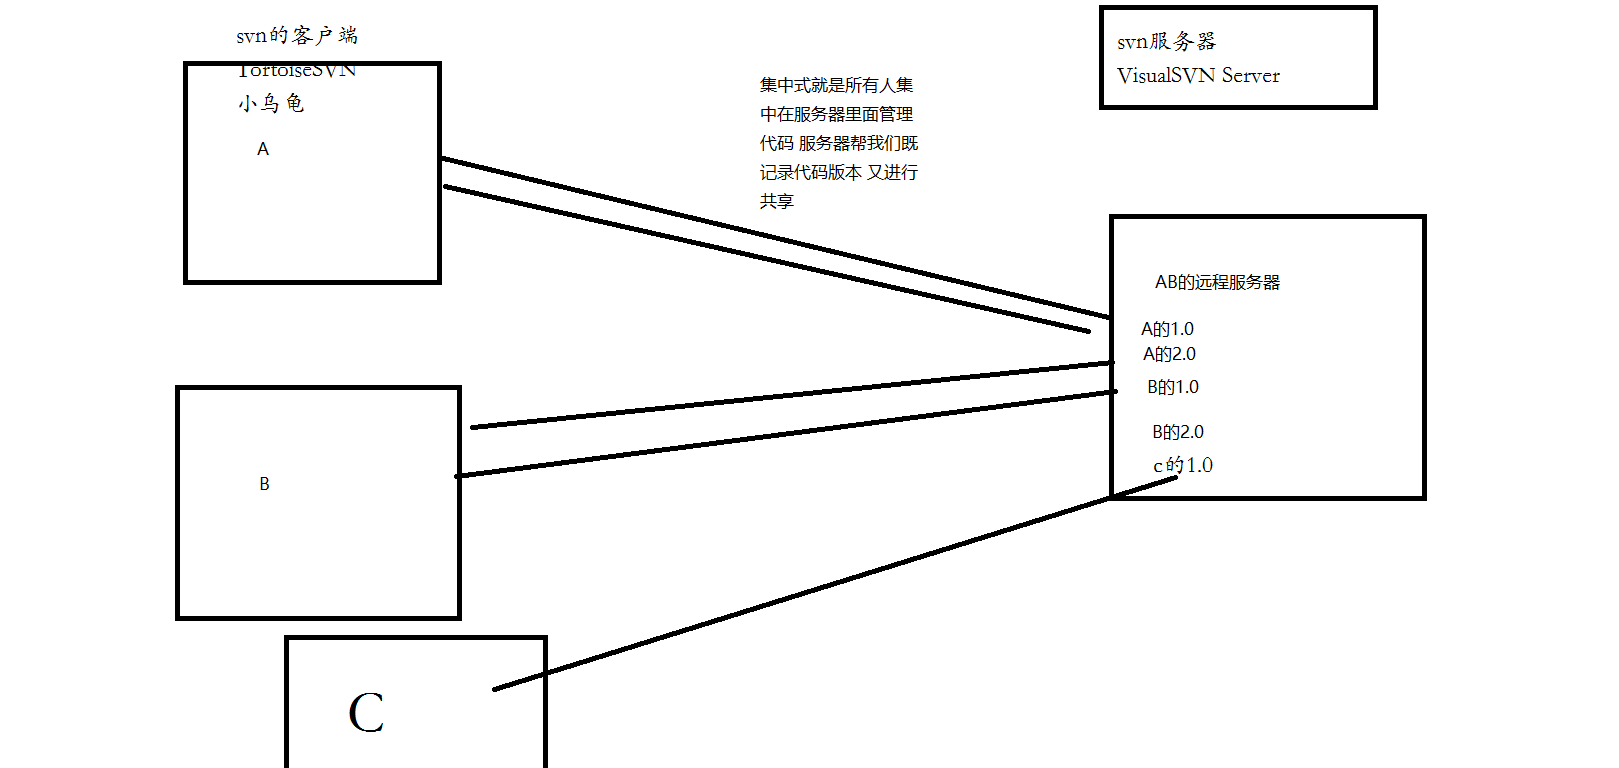 svn的客户端
TortoiseSVN
小乌龟
A
集中式就是所有人集
中在服务器里面管理
代码 服务器帮我们既
记录代码版本 又进行
共享
svn服务器
VisualSVN Server
AB的远程服务器
A的1.0
A的2.0
B的1.0
B的2.0
c的1.0
B
C